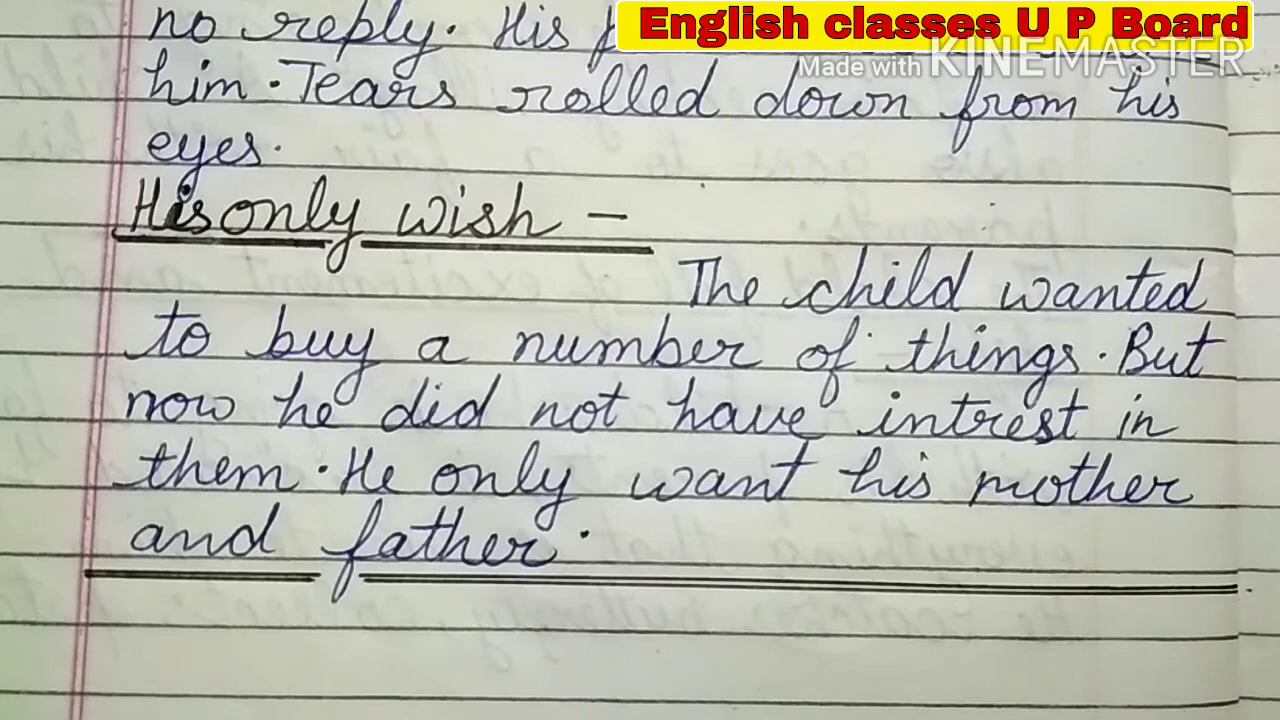 English classes U P Board
Made with KINEMASTER
no reply. His
him. Tears rolled down from his
eyes.
His only wish –
The child wanted
to buy a number of things. But
now he did not have intrest in
them. He only want his mother
and father.